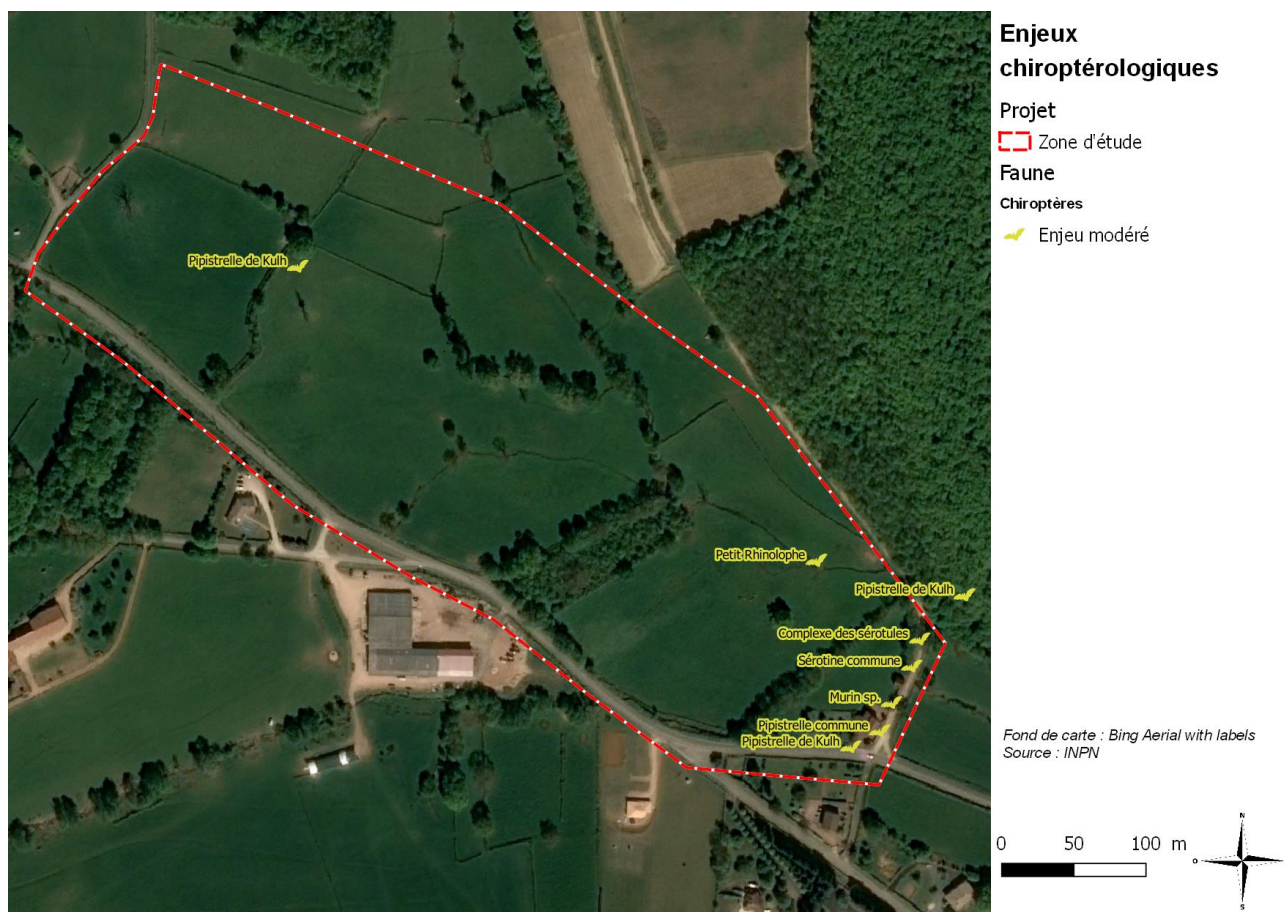 Enjeux
chiroptérologiques
Projet
Zone d'étude
Faune
Chiroptères
Enjeu modéré
Pipistrelle de Kulh
Petit Rhinolophe
Pipistrelle de Kulh
Complexe des sérotules
Sérotine commune
Murin sp.
Pipistrelle commune
Pipistrelle de Kulh
Fond de carte : Bing Aerial with labels
Source : INPN
0 50 100 m
N
O E
S